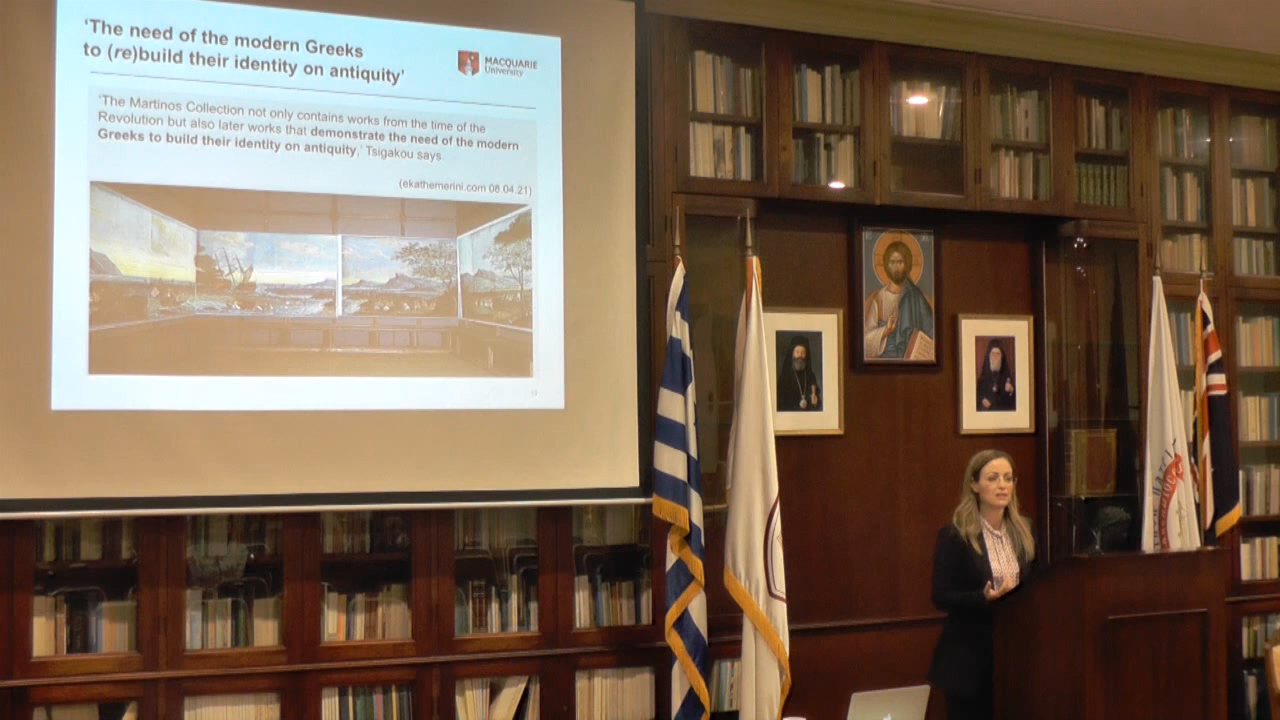 ‘The need of the modern Greeks
to (re)build their identity on antiquity’
MACQUARIE
University
‘The Martinos Collection not only contains works from the time of the
Revolution but also later works that demonstrate the need of the modern
Greeks to build their identity on antiquity,’ Tsigakou says.
(ekathemerini.com 08.04.21)